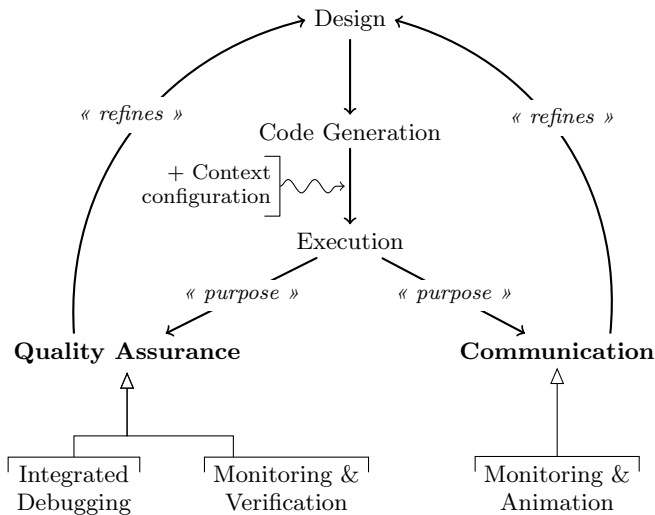 Design
« refines »
« refines »
Code Generation
+ Context
configuration
Execution
« purpose »
« purpose »
Quality Assurance
Communication
Integrated
Debugging
Monitoring &
Verification
Monitoring &
Animation